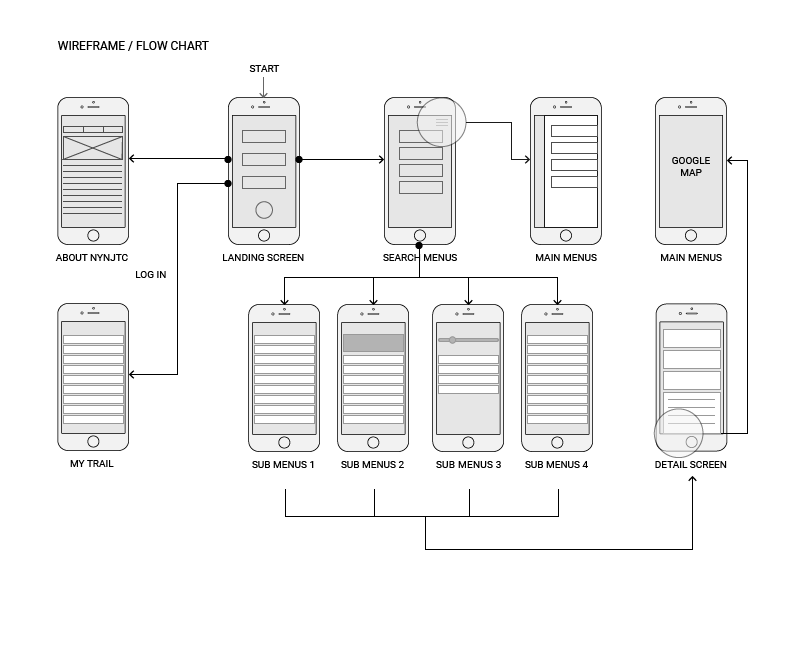 WIREFRAME / FLOW CHART
START
GOOGLE
MAP
ABOUT NYNJTC
LANDING SCREEN
SEARCH MENUS
MAIN MENUS
MAIN MENUS
LOG IN
MY TRAIL
SUB MENUS 1
SUB MENUS 2
SUB MENUS 3
SUB MENUS 4
DETAIL SCREEN